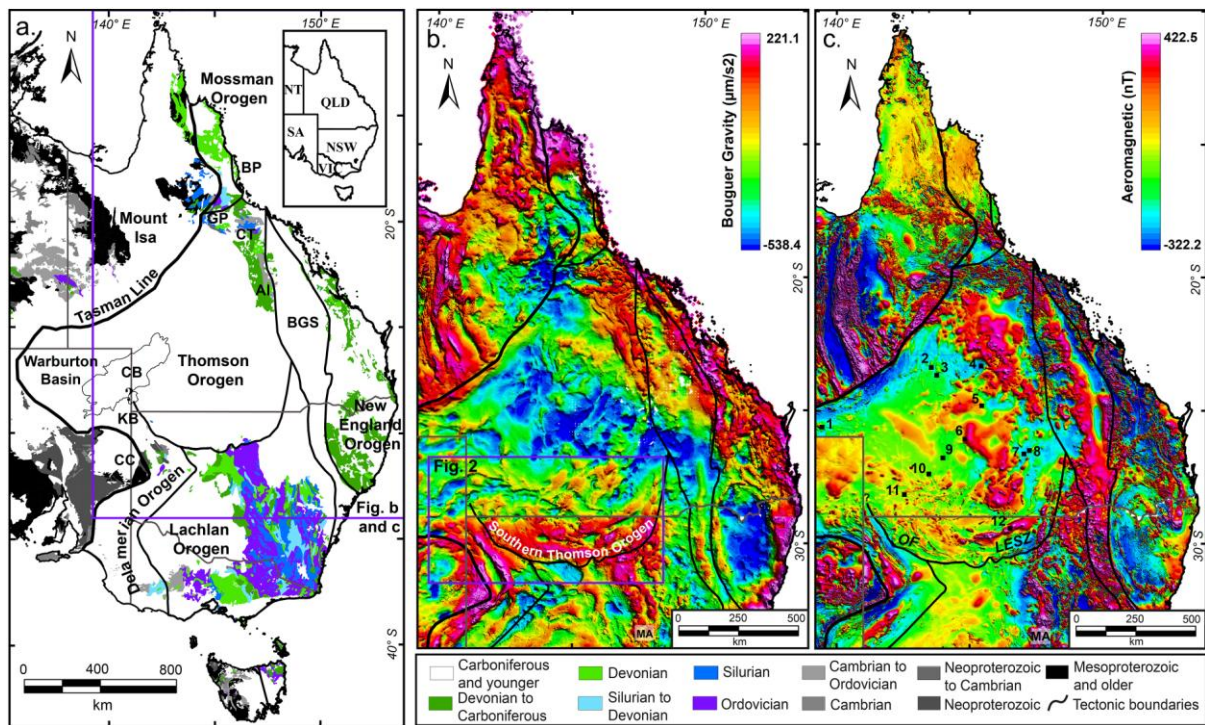 a.
140° E
150° E
N
Mossman
Orogen
NT
QLD
SA
NSW
VIC
BP
GP
CT
Mount
Isa
20° S
Tasman Line
AI
BGS
Warburton
Basin
CB
Thomson
Orogen
KB
New
England
Orogen
CC
Delamerian Orogen
Lachlan
Orogen
Fig. b
and c
30° S
40° S
0 400 800
km
b.
140° E
150° E
N
221.1
Bouguer Gravity (µm/s2)
-538.4
20° S
Fig. 2
Southern Thomson Orogen
30° S
MA
0 250 500
km
c.
140° E
150° E
N
422.5
Aeromagnetic (nT)
-322.2
20° S
1
2
3
4
5
6
7
8
9
10
11
12
OF
LESZ
30° S
MA
0 250 500
km
Carboniferous
and younger
Devonian to
Carboniferous
Devonian
Silurian to
Devonian
Silurian
Ordovician
Cambrian to
Ordovician
Cambrian
Neoproterozoic
to Cambrian
Neoproterozoic
Mesoproterozoic
and older
Tectonic boundaries